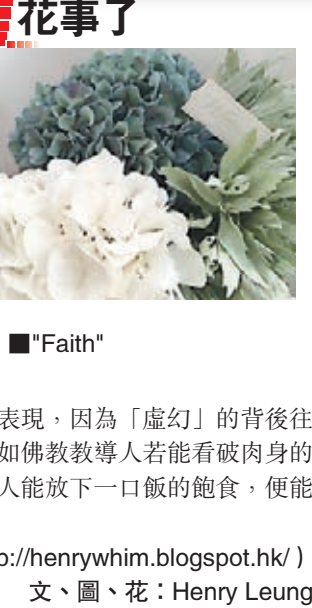 花事了
■"Faith"
表現，因為「虛幻」的背後往
如佛教教導人若能看破肉身的
人能放下一口飯的飽食，便能
p://henrywhim.blogspot.hk/ )
文、圖、花：Henry Leung